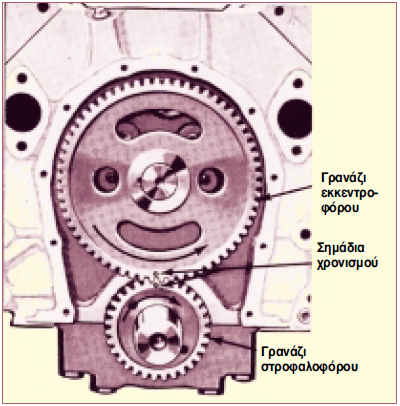 Γρανάζι
εκκεντρο-
φόρου
Σημάδια
χρονισμού
Γρανάζι
στροφαλοφόρου